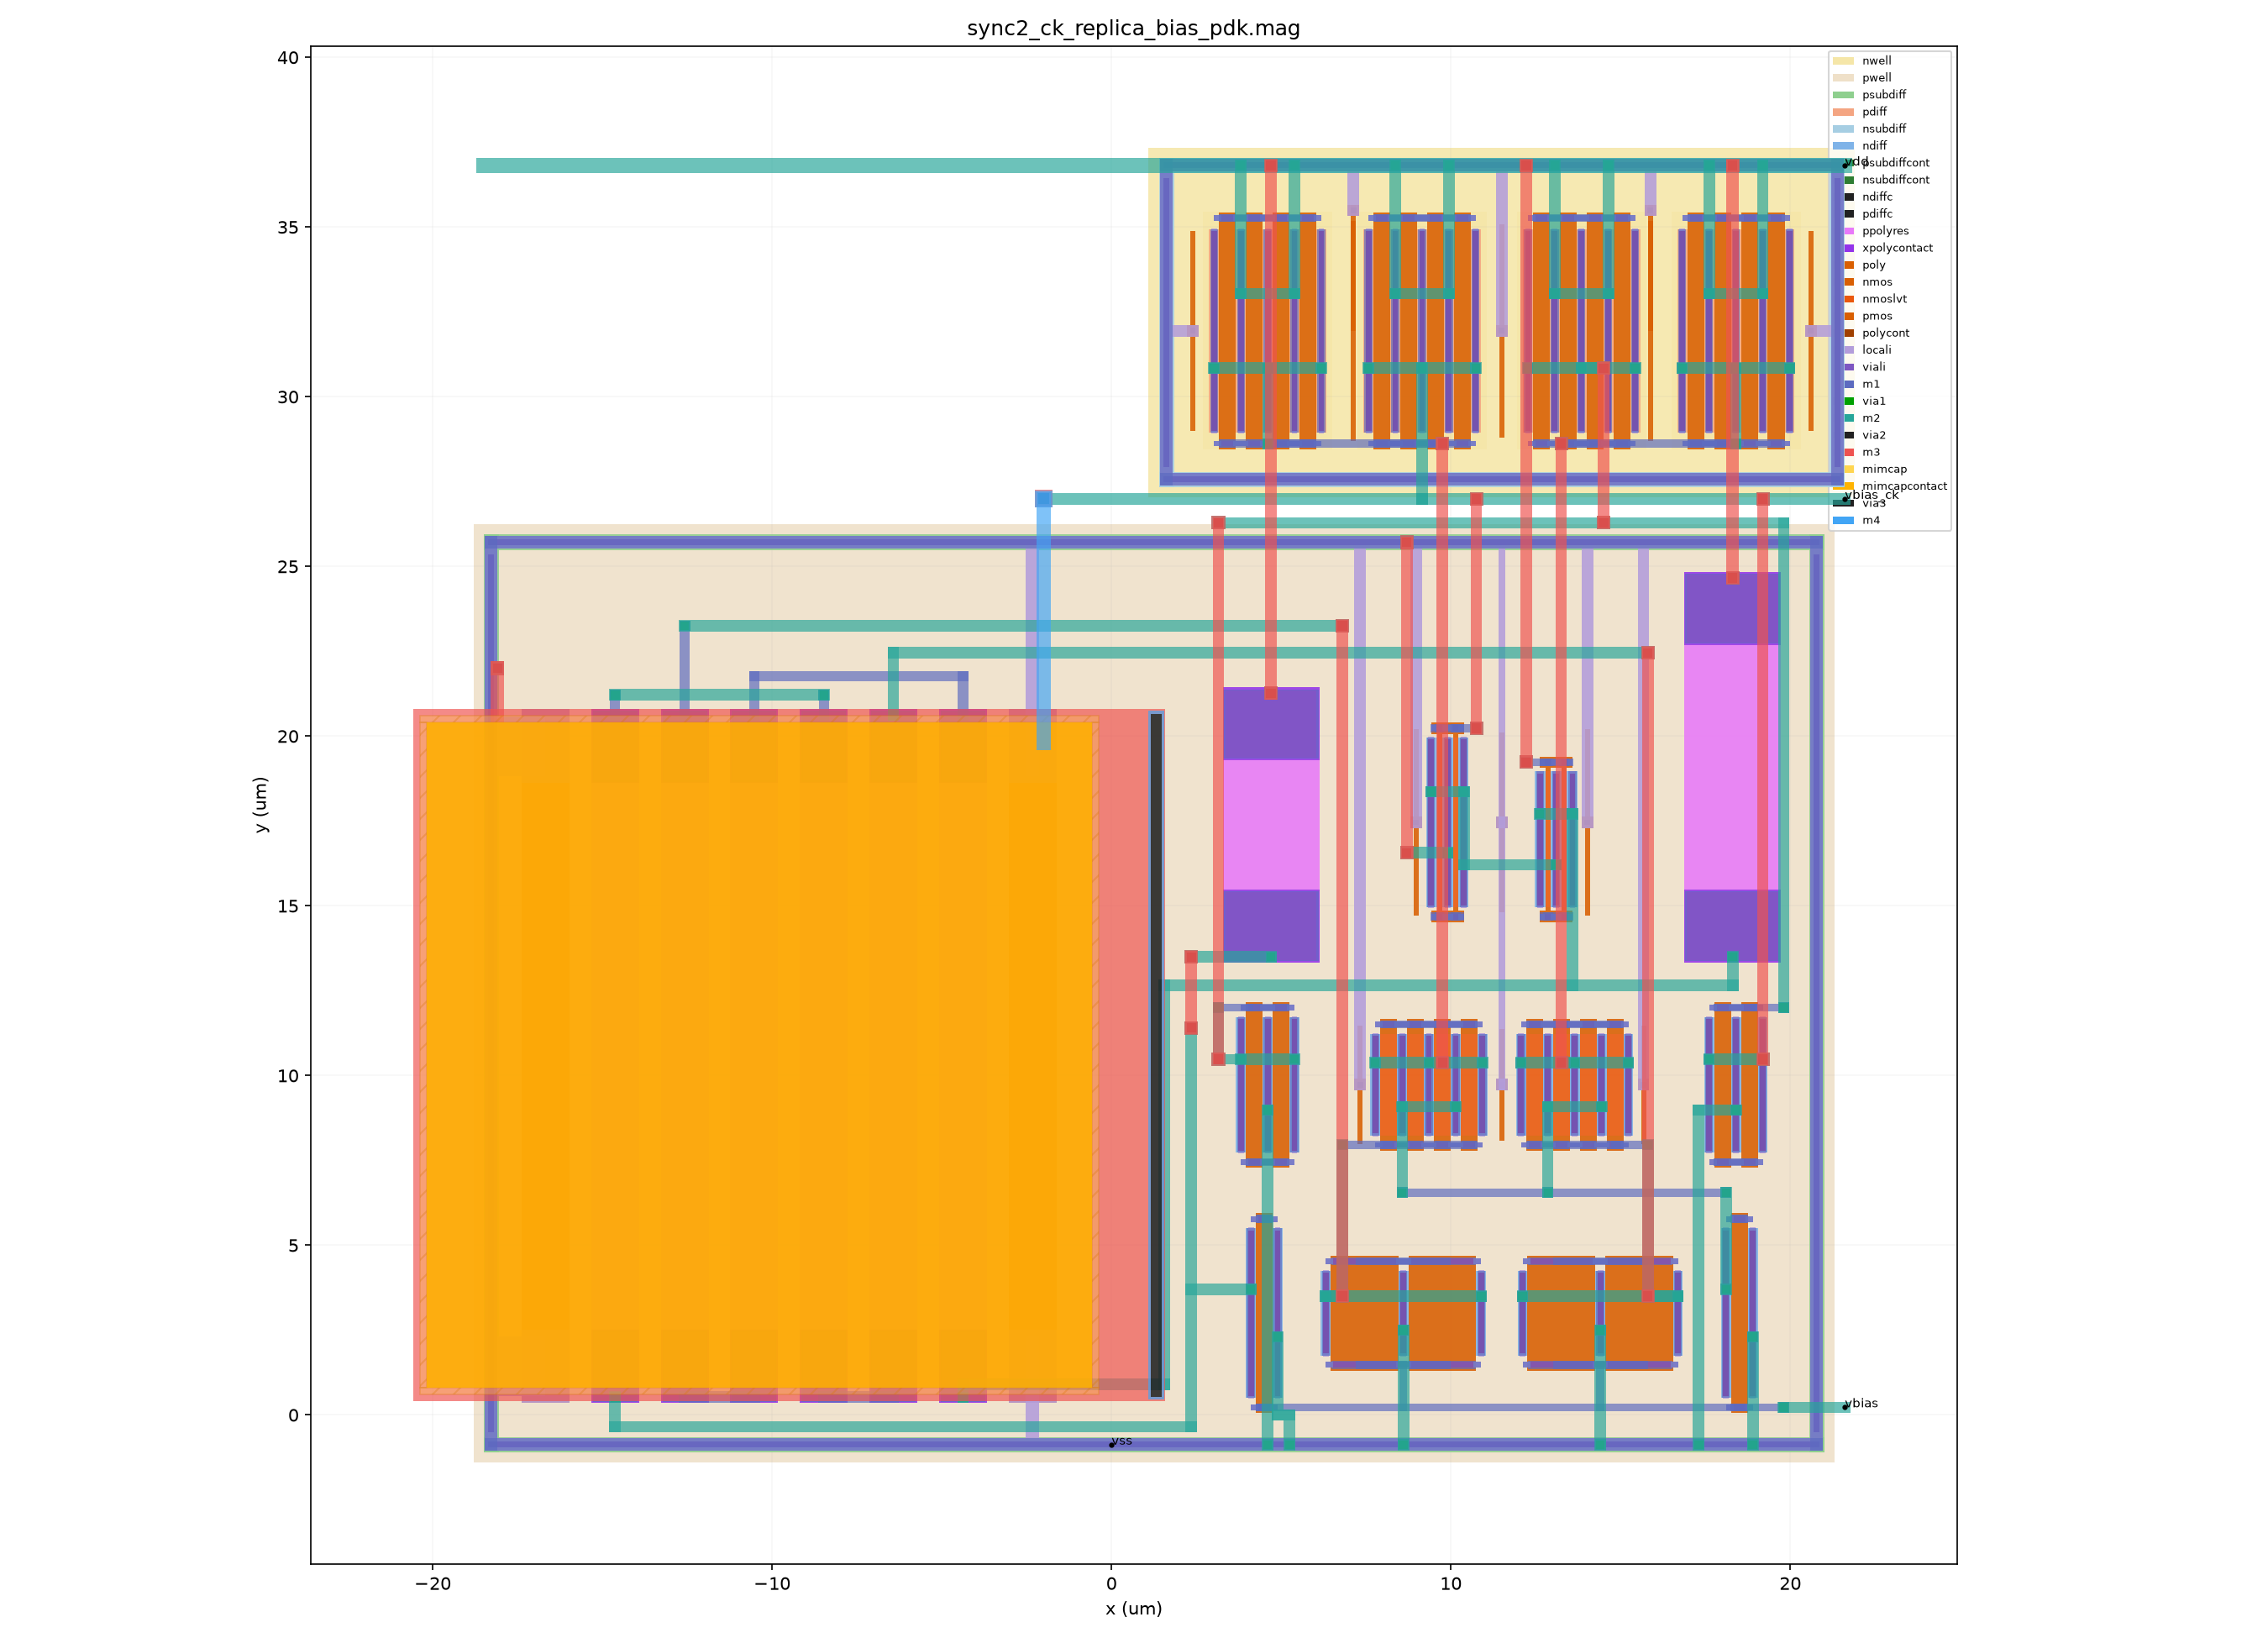 sync2_ck_replica_bias_pdk.mag
40
35
30
25
20
15
10
5
0
y (um)
−20
−10
0
10
20
x (um)
nwell
pwell
psubdiff
pdiff
nsubdiff
ndiff
psubdiffcont
nsubdiffcont
ndiffc
pdiffc
ppolyres
xpolycontact
poly
nmos
nmoslvt
pmos
polycont
locali
viali
m1
via1
m2
via2
m3
mimcap
mimcapcontact
via3
m4
vdd
vbias_ck
vbias
vss